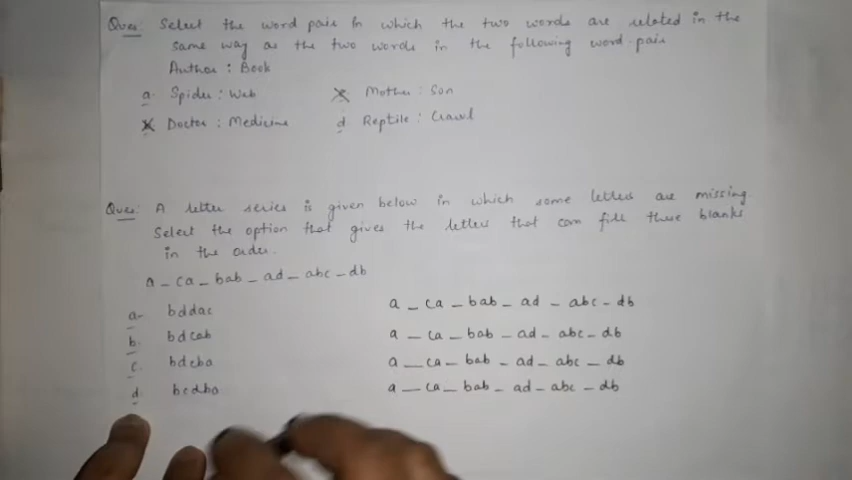 Ques: Select the word pair in which the two words are related in the
same way as the two words in the following word-pair
Author : Book
a. Spider : Web
Mother : Son
Doctor : Medicine
d Reptile : Crawl
Ques: A letter series is given below in which some letters are missing.
Select the option that gives the letters that can fill these blanks
in the order.
a _ ca _ bab _ ad _ abc _ db
a. bddac a _ ca _ bab _ ad _ abc _ db
b. bdcab a _ ca _ bab _ ad _ abc _ db
c. bdcba a _ ca _ bab _ ad _ abc _ db
d bcdba a _ ca _ bab _ ad _ abc _ db